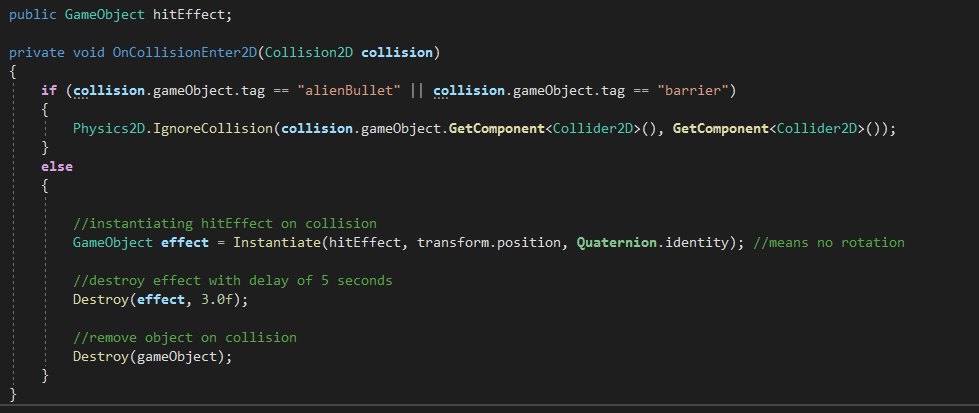 public GameObject hitEffect;
private void OnCollisionEnter2D(Collision2D collision)
{
if (collision.gameObject.tag == "alienBullet" || collision.gameObject.tag == "barrier")
{
Physics2D.IgnoreCollision(collision.gameObject.GetComponent<Collider2D>(), GetComponent<Collider2D>());
}
else
{
//instantiating hitEffect on collision
GameObject effect = Instantiate(hitEffect, transform.position, Quaternion.identity); //means no rotation
//destroy effect with delay of 5 seconds
Destroy(effect, 3.0f);
//remove object on collision
Destroy(gameObject);
}
}